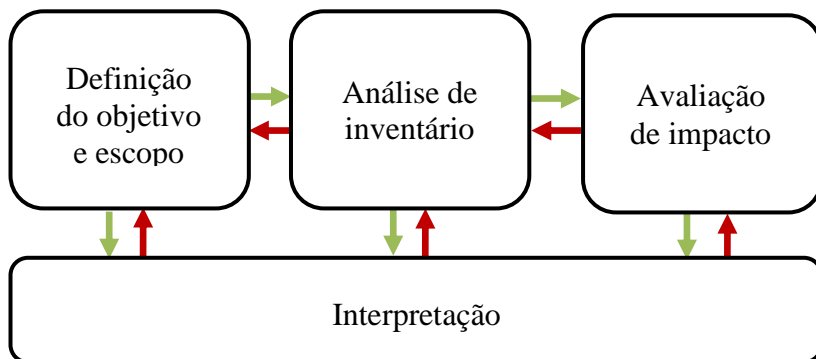 Definição
do objetivo
e escopo
Análise de
inventário
Avaliação
de impacto
Interpretação